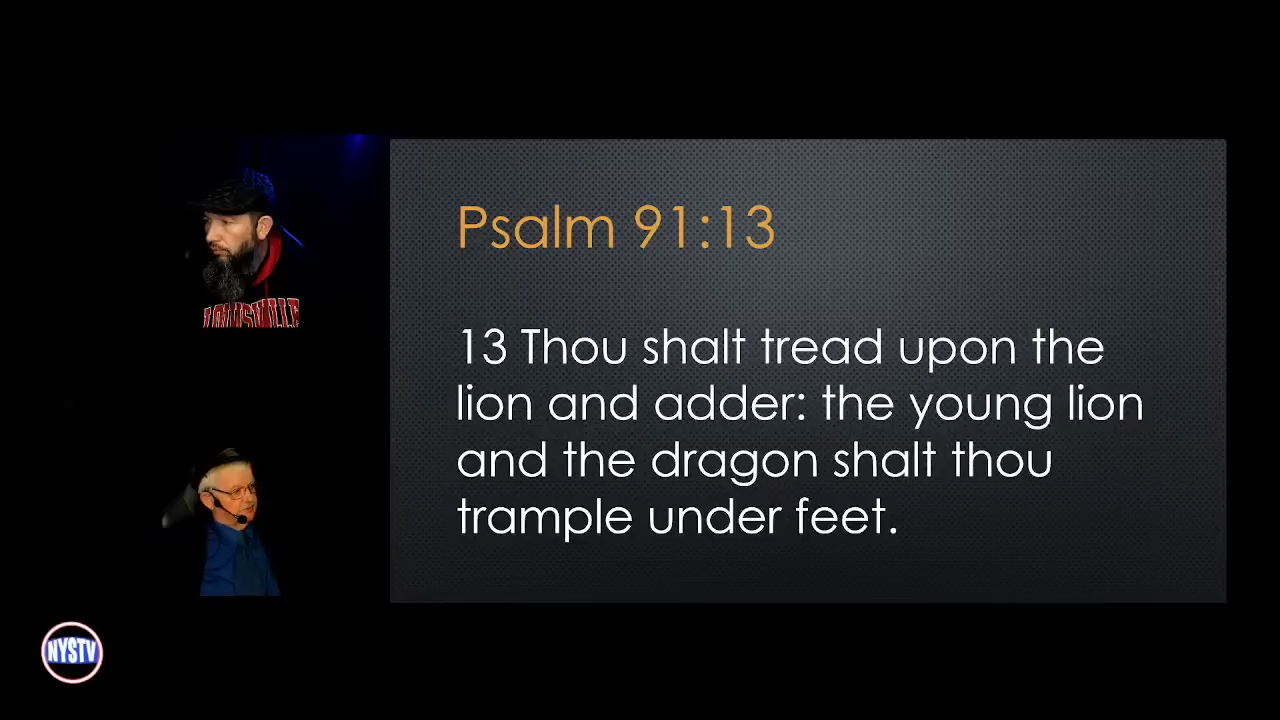 Psalm 91:13
13 Thou shalt tread upon the
lion and adder: the young lion
and the dragon shalt thou
trample under feet.
LOUISVILLE
NYSTV